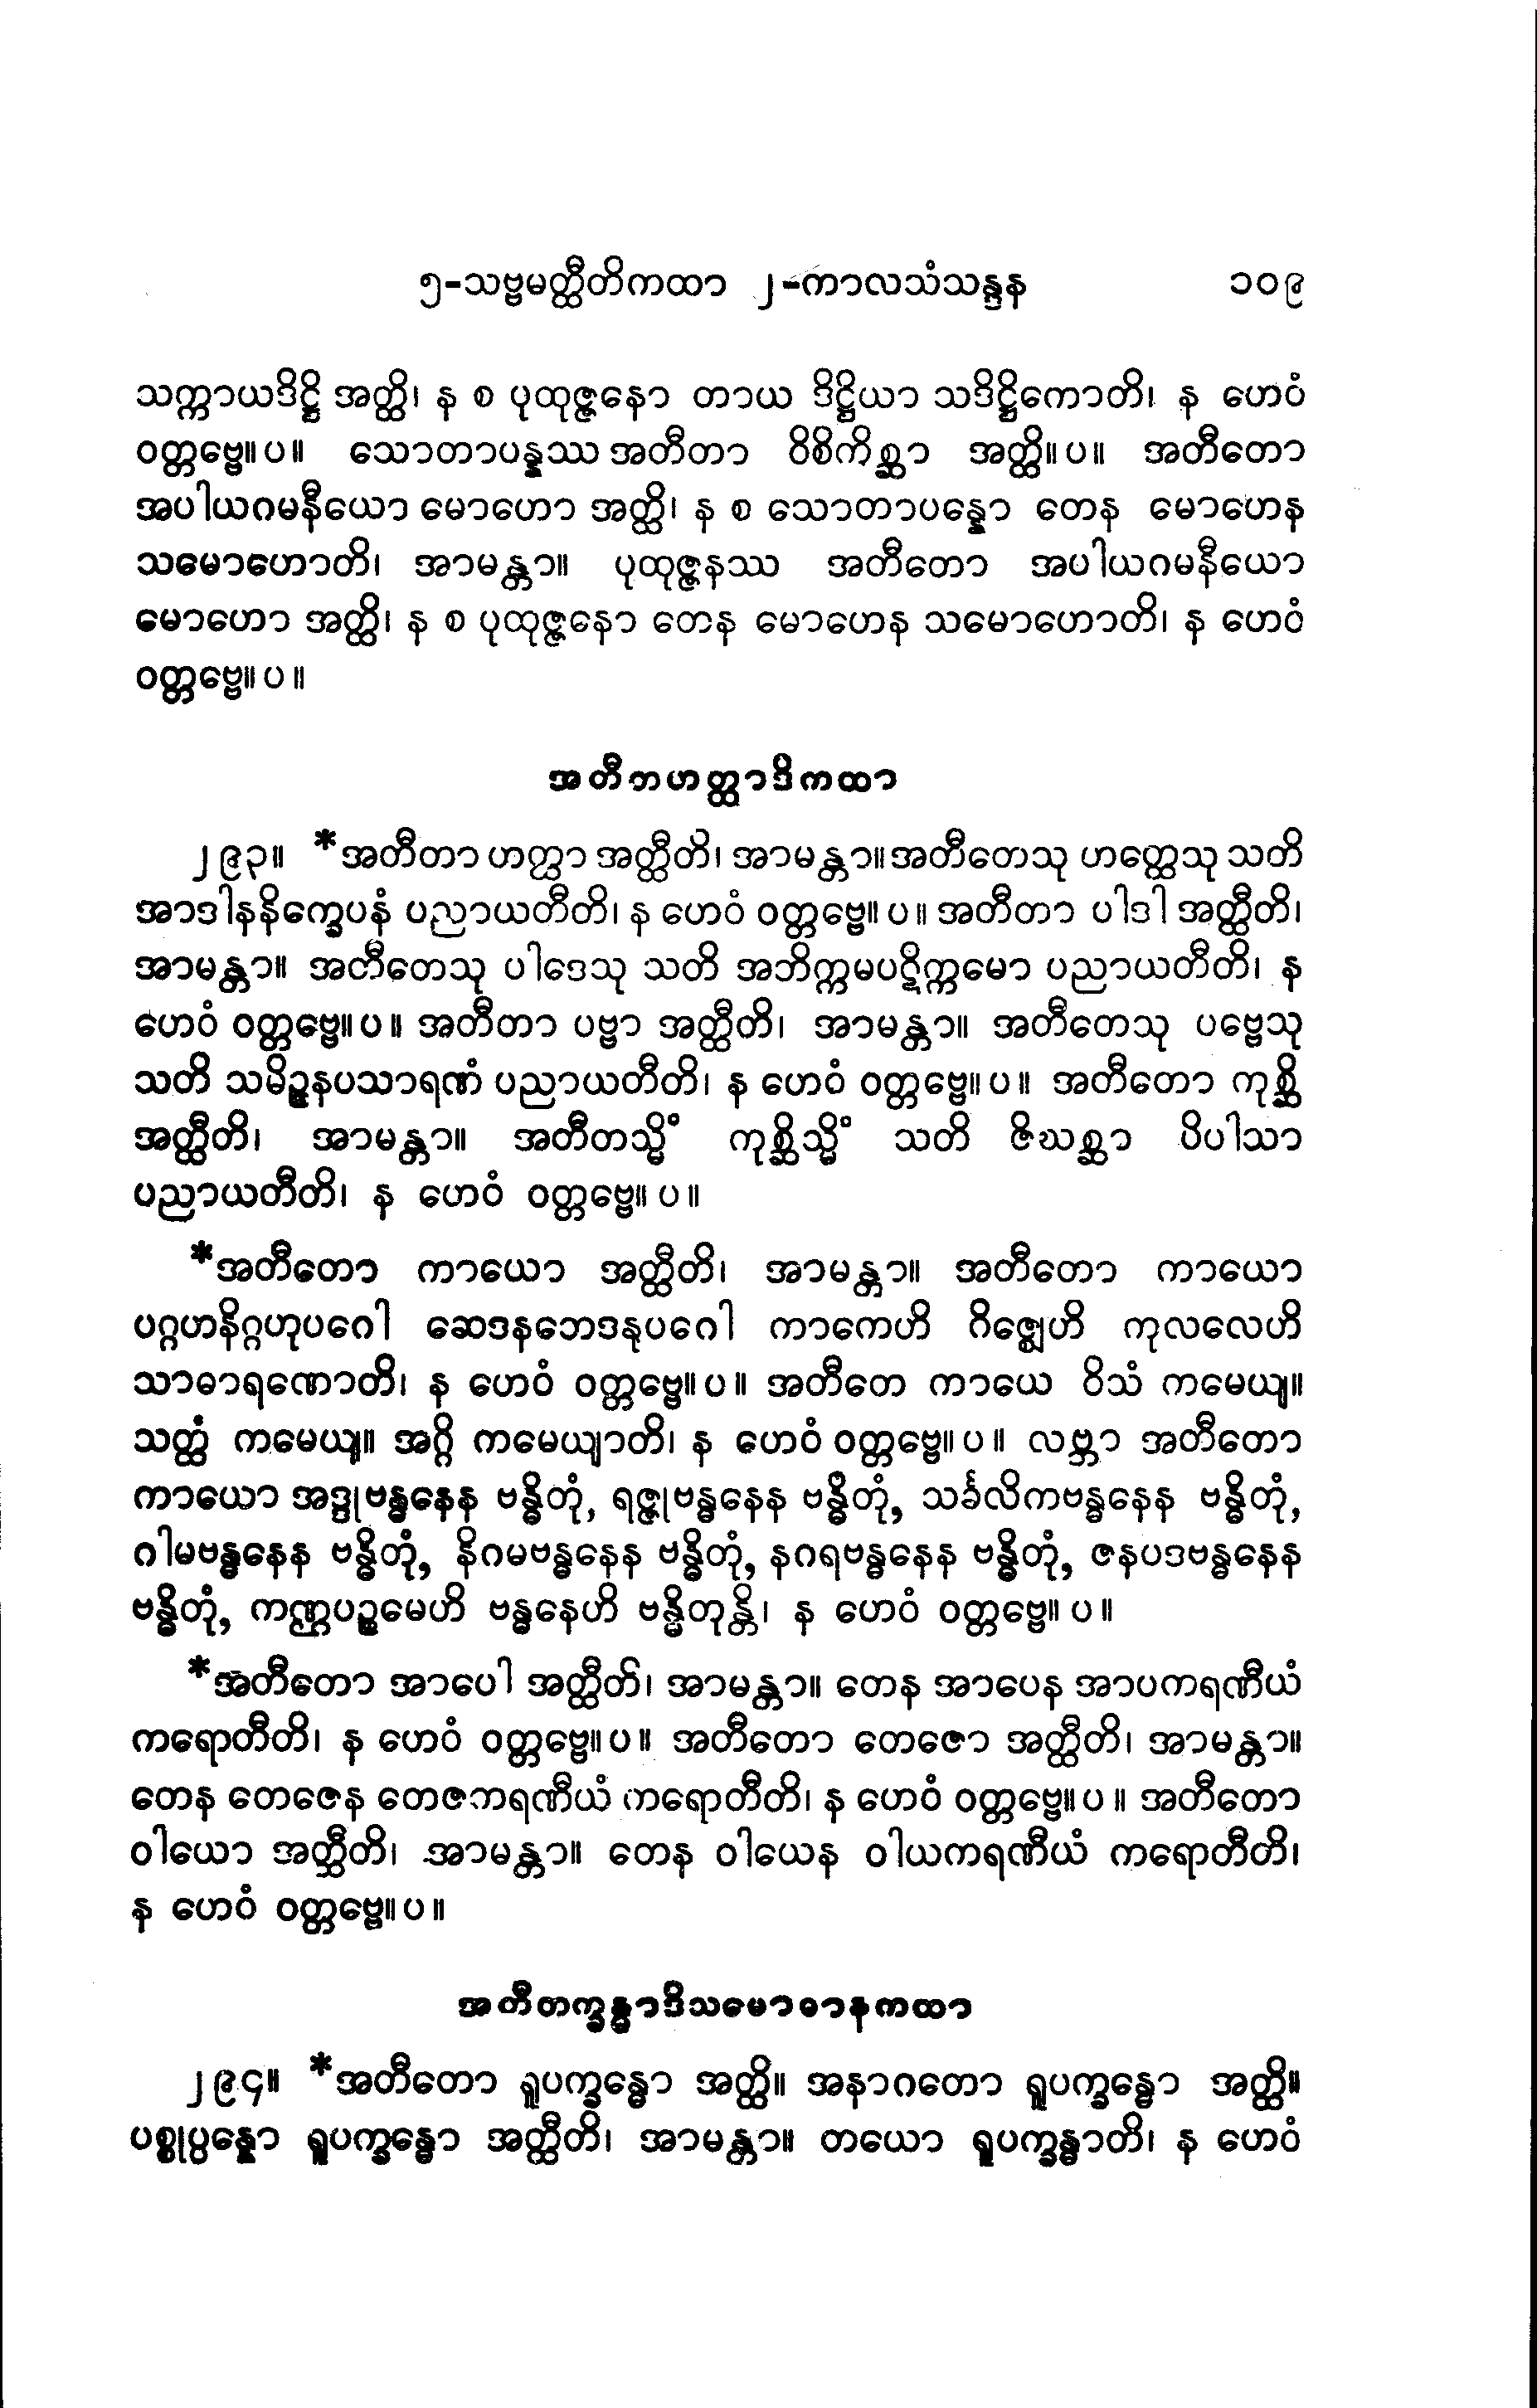 ၅-သဗ္ဗမတ္ထီတိကထာ ၂-ကာလသံသန္ဒန ၁၀၉
သက္ကာယဒိဋ္ဌိ အတ္ထိ၊ န စ ပုထုဇ္ဇနော တာယ ဒိဋ္ဌိယာ သဒိဋ္ဌိကောတိ၊ န ဟေဝံ
ဝတ္တဗ္ဗေ။ ပ။ သောတာပန္နဿ အတီတာ ဝိစိကိစ္ဆာ အတ္ထိ။ ပ။ အတီတော
အပါယဂမနီယော မောဟော အတ္ထိ၊ န စ သောတာပန္နော တေန မောဟေန
သမောဟောတိ၊ အာမန္တာ။ ပုထုဇ္ဇနဿ အတီတော အပါယဂမနီယော
မောဟော အတ္ထိ၊ န စ ပုထုဇ္ဇနော တေန မောဟေန သမောဟောတိ၊ န ဟေဝံ
ဝတ္တဗ္ဗေ။ ပ။
အတီတဟတ္ထာဒိကထာ
၂၉၃။ *အတီတာ ဟတ္ထာ အတ္ထီတိ၊ အာမန္တာ။ အတီတေသု ဟတ္ထေသု သတိ
အာဒါနနိက္ခေပနံ ပညာယတီတိ၊ န ဟေဝံ ဝတ္တဗ္ဗေ။ ပ။ အတီတာ ပါဒါ အတ္ထီတိ၊
အာမန္တာ။ အတီတေသု ပါဒေသု သတိ အဘိက္ကမပဋိက္ကမော ပညာယတီတိ၊ န
ဟေဝံ ဝတ္တဗ္ဗေ။ ပ။ အတီတာ ပဗ္ဗာ အတ္ထီတိ၊ အာမန္တာ။ အတီတေသု ပဗ္ဗေသု
သတိ သမိဉ္ဇနပသာရဏံ ပညာယတီတိ၊ န ဟေဝံ ဝတ္တဗ္ဗေ။ ပ။ အတီတော ကုစ္ဆိ
အတ္ထီတိ၊ အာမန္တာ။ အတီတသ္မိံ ကုစ္ဆိသ္မိံ သတိ ဇိဃစ္ဆာ ပိပါသာ
ပညာယတီတိ၊ န ဟေဝံ ဝတ္တဗ္ဗေ။ ပ။
*အတီတော ကာယော အတ္ထီတိ၊ အာမန္တာ။ အတီတော ကာယော
ပဂ္ဂဟနိဂ္ဂဟုပဂေါ ဆေဒနဘေဒနုပဂေါ ကာကေဟိ ဂိဇ္ဈေဟိ ကုလလေဟိ
သာဓာရဏောတိ၊ န ဟေဝံ ဝတ္တဗ္ဗေ။ ပ။ အတီတေ ကာယေ ဝိသံ ကမေယျ။
သတ္ထံ ကမေယျ။ အဂ္ဂိ ကမေယျာတိ၊ န ဟေဝံ ဝတ္တဗ္ဗေ။ ပ။ လဗ္ဘာ အတီတော
ကာယော အဒ္ဒုဗန္ဓနေန ဗန္ဓိတုံ, ရဇ္ဇုဗန္ဓနေန ဗန္ဓိတုံ, သင်္ခလိကဗန္ဓနေန ဗန္ဓိတုံ,
ဂါမဗန္ဓနေန ဗန္ဓိတုံ, နိဂမဗန္ဓနေန ဗန္ဓိတုံ, နဂရဗန္ဓနေန ဗန္ဓိတုံ, ဇနပဒဗန္ဓနေန
ဗန္ဓိတုံ, ကဏ္ဌပဉ္စမေဟိ ဗန္ဓနေဟိ ဗန္ဓိတုန္တိ၊ န ဟေဝံ ဝတ္တဗ္ဗေ။ ပ။
*အတီတော အာပေါ အတ္ထီတိ၊ အာမန္တာ။ တေန အာပေန အာပကရဏီယံ
ကရောတီတိ၊ န ဟေဝံ ဝတ္တဗ္ဗေ။ ပ။ အတီတော တေဇော အတ္ထီတိ၊ အာမန္တာ။
တေန တေဇေန တေဇကရဏီယံ ကရောတီတိ၊ န ဟေဝံ ဝတ္တဗ္ဗေ။ ပ။ အတီတော
ဝါယော အတ္ထီတိ၊ အာမန္တာ။ တေန ဝါယေန ဝါယကရဏီယံ ကရောတီတိ၊
န ဟေဝံ ဝတ္တဗ္ဗေ။ ပ။
အတီတက္ခန္ဓာဒိသမောဓာနကထာ
၂၉၄။ *အတီတော ရူပက္ခန္ဓော အတ္ထိ။ အနာဂတော ရူပက္ခန္ဓော အတ္ထိ။
ပစ္စုပ္ပန္နော ရူပက္ခန္ဓော အတ္ထီတိ၊ အာမန္တာ။ တယော ရူပက္ခန္ဓာတိ၊ န ဟေဝံ